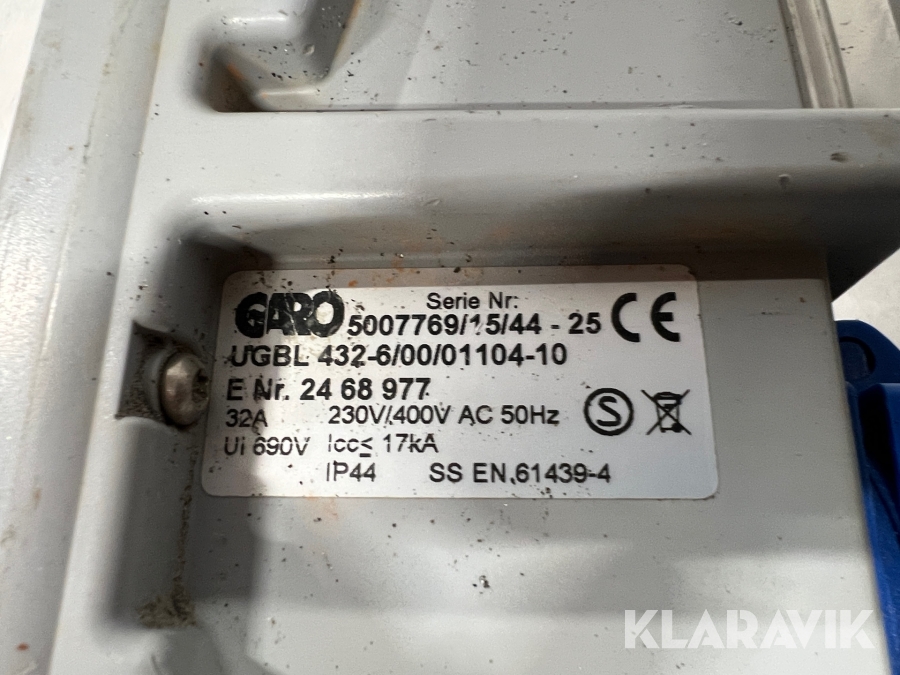 GARO Serie Nr: CE
5007769/15/44 - 25
UGBL 432-6/00/01104-10
E Nr. 24 68 977
32A 230V/400V AC 50Hz S
Ui 690V Icc≤ 17kA
IP44 SS EN.61439-4
KLARAVIK